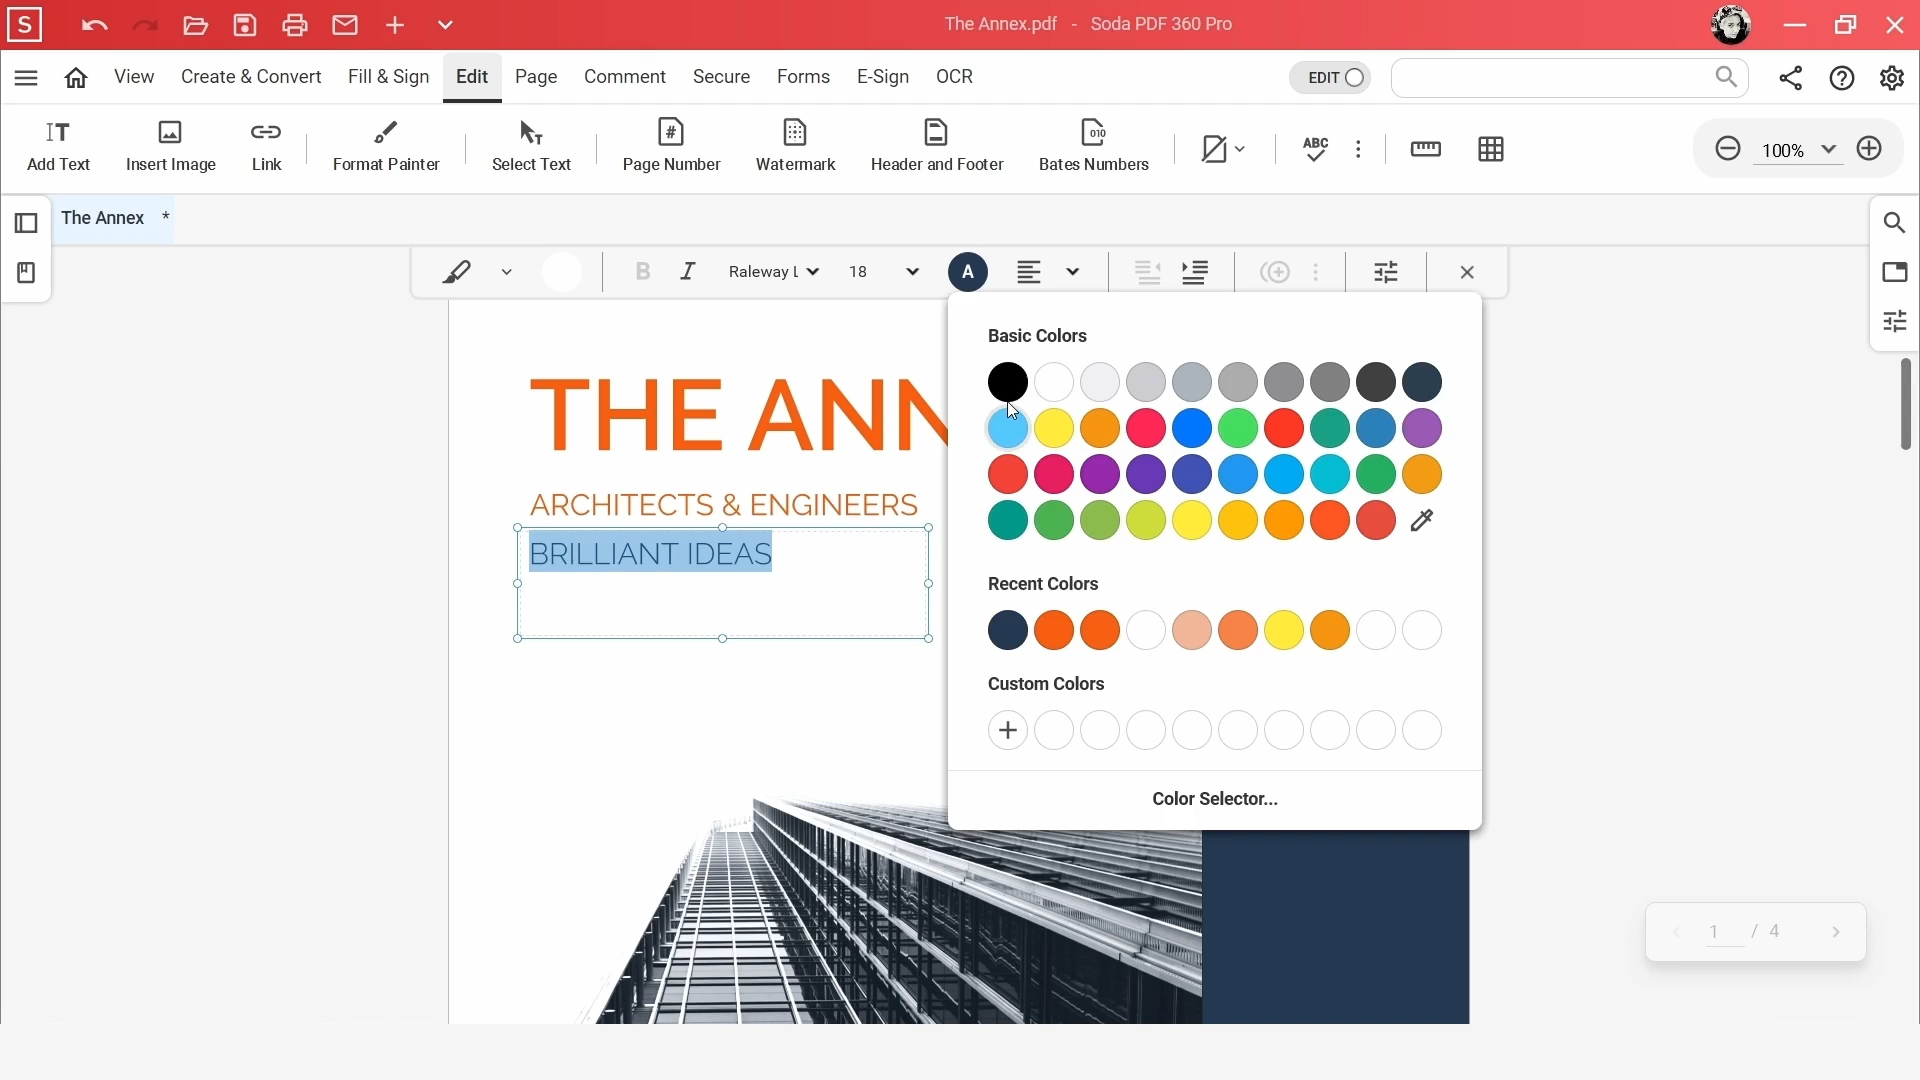 S The Annex.pdf - Soda PDF 360 Pro
View Create & Convert Fill & Sign Edit Page Comment Secure Forms E-Sign OCR EDIT
T Add Text Insert Image Link Format Painter T Select Text # Page Number Watermark Header and Footer 010 Bates Numbers ABC 100%
The Annex *
B I Raleway L 18 A
Basic Colors
THE ANN
ARCHITECTS & ENGINEERS
BRILLIANT IDEAS
Recent Colors
Custom Colors
Color Selector...
1 / 4